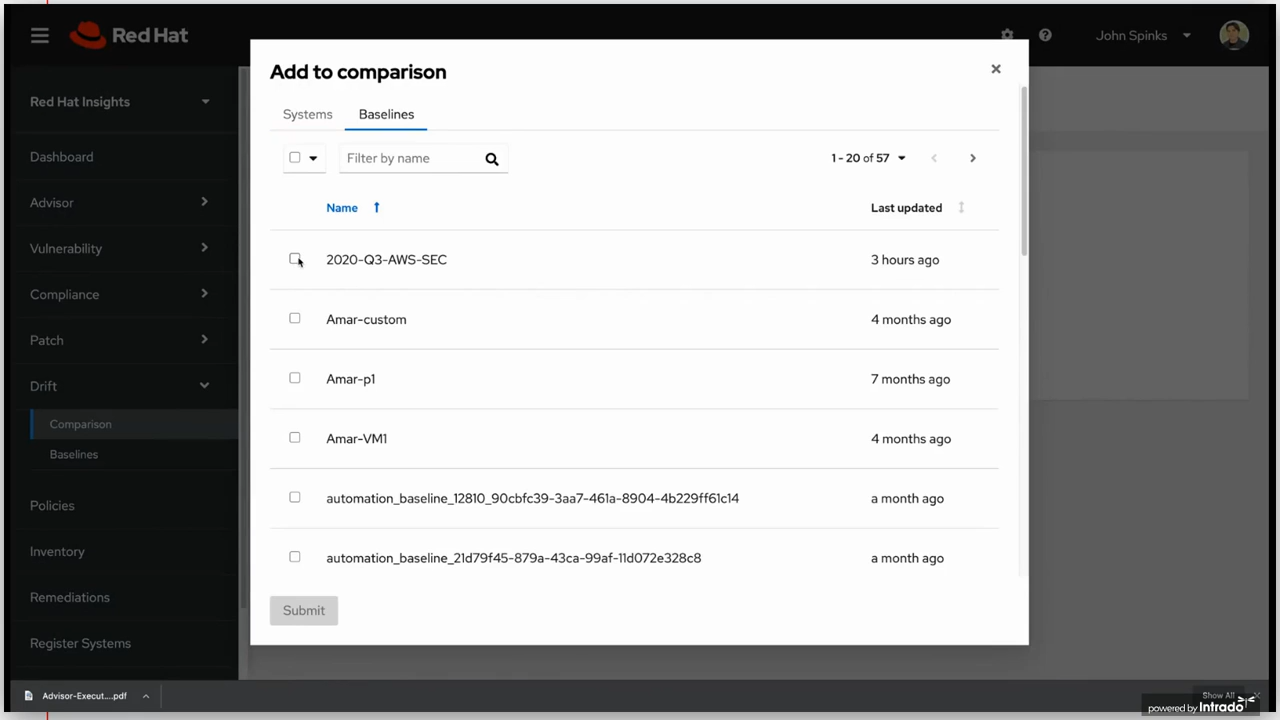 Red Hat
John Spinks
Red Hat Insights
Dashboard
Advisor
Vulnerability
Compliance
Patch
Drift
Comparison
Baselines
Policies
Inventory
Remediations
Register Systems
Add to comparison
Systems Baselines
Filter by name
1 - 20 of 57
Name Last updated
2020-Q3-AWS-SEC 3 hours ago
Amar-custom 4 months ago
Amar-p1 7 months ago
Amar-VM1 4 months ago
automation_baseline_12810_90cbfc39-3aa7-461a-8904-4b229ff61c14 a month ago
automation_baseline_21d79f45-879a-43ca-99af-11d072e328c8 a month ago
Submit
Advisor-Execut....pdf
Show All
powered by Intrado